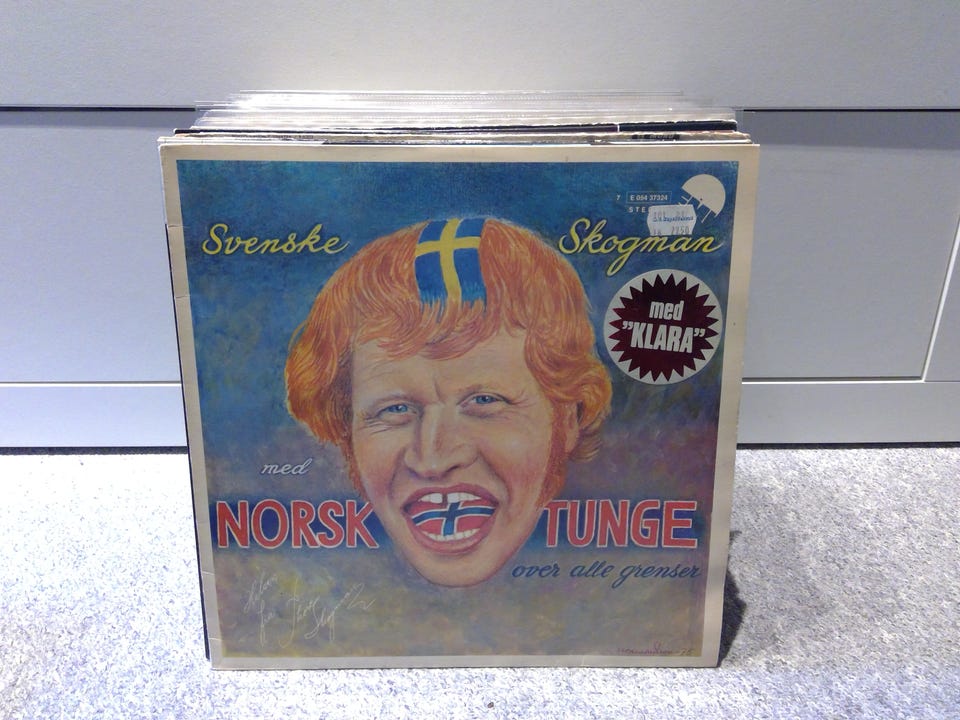 7 E 054 37324
Svenske Skogman
med
"KLARA"
med
NORSK TUNGE
over alle grenser